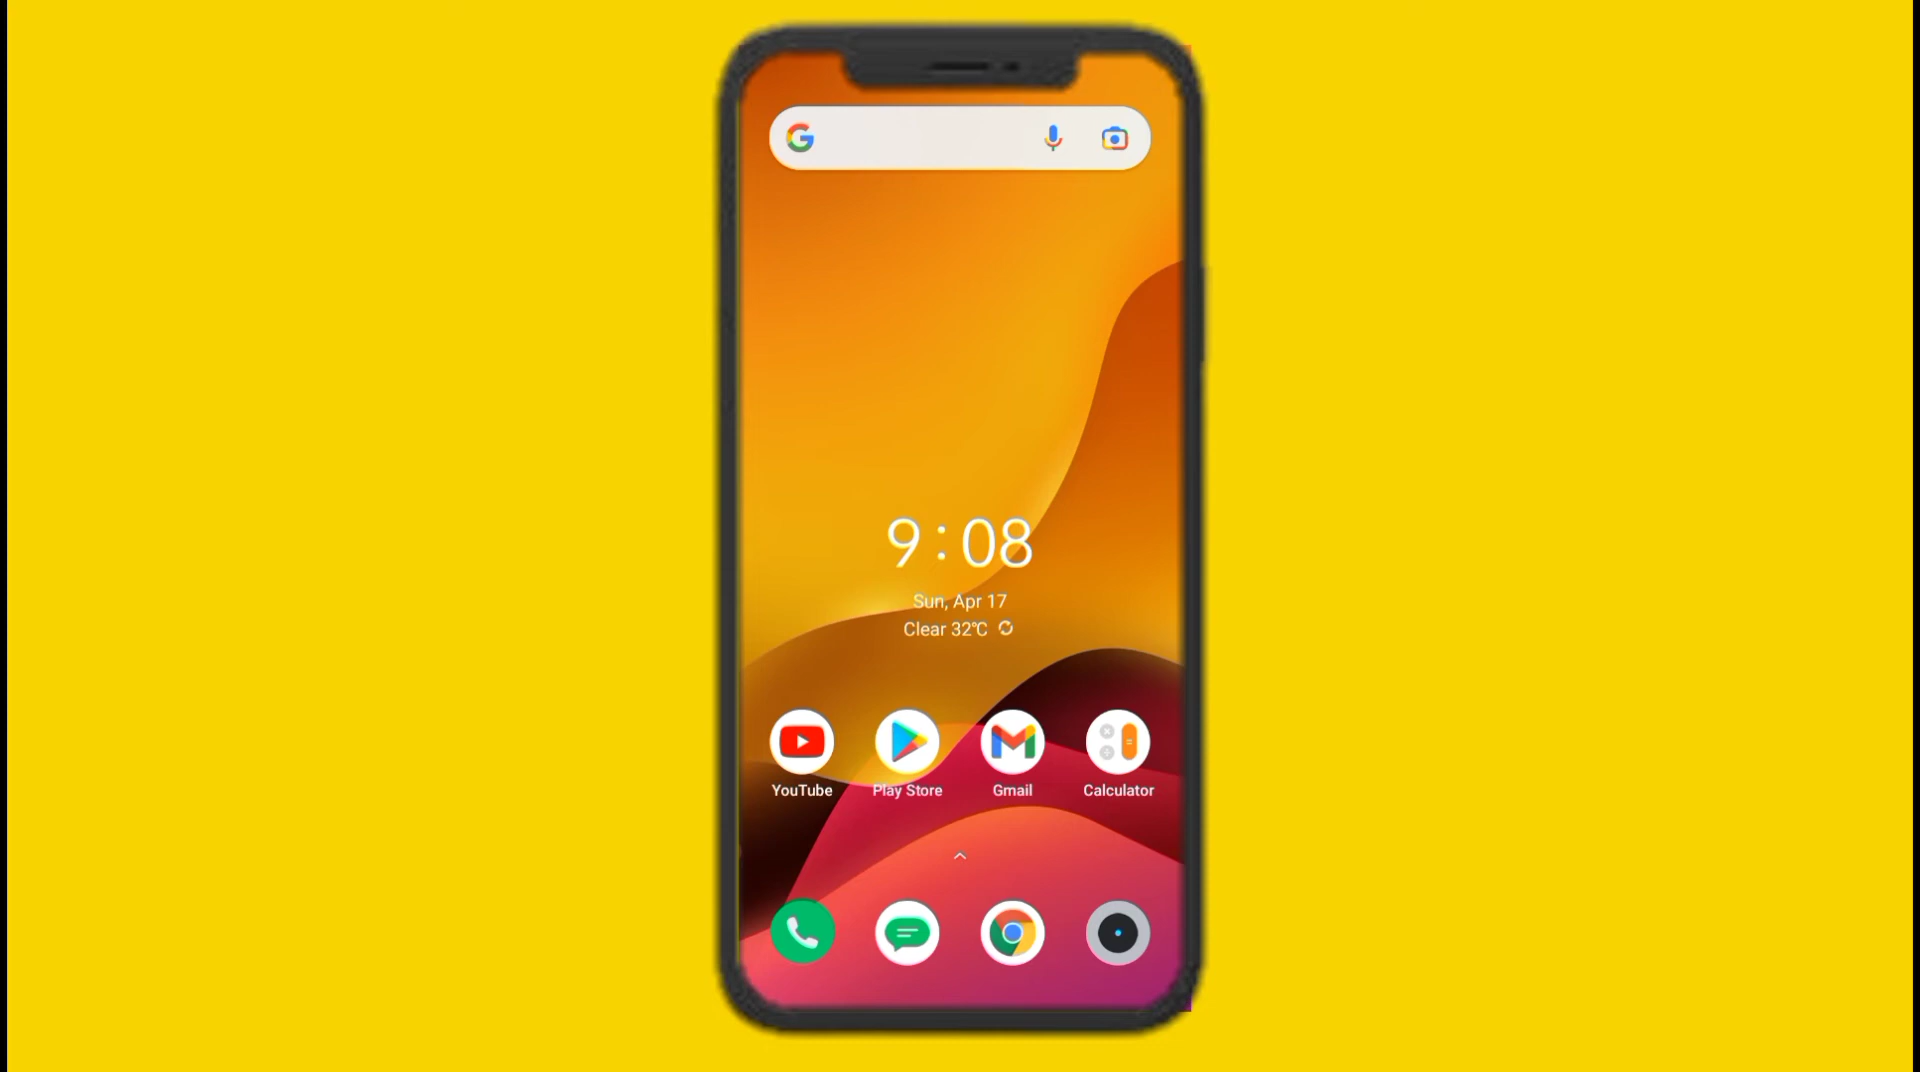 9:08
Sun, Apr 17
Clear 32°C
YouTube
Play Store
Gmail
Calculator